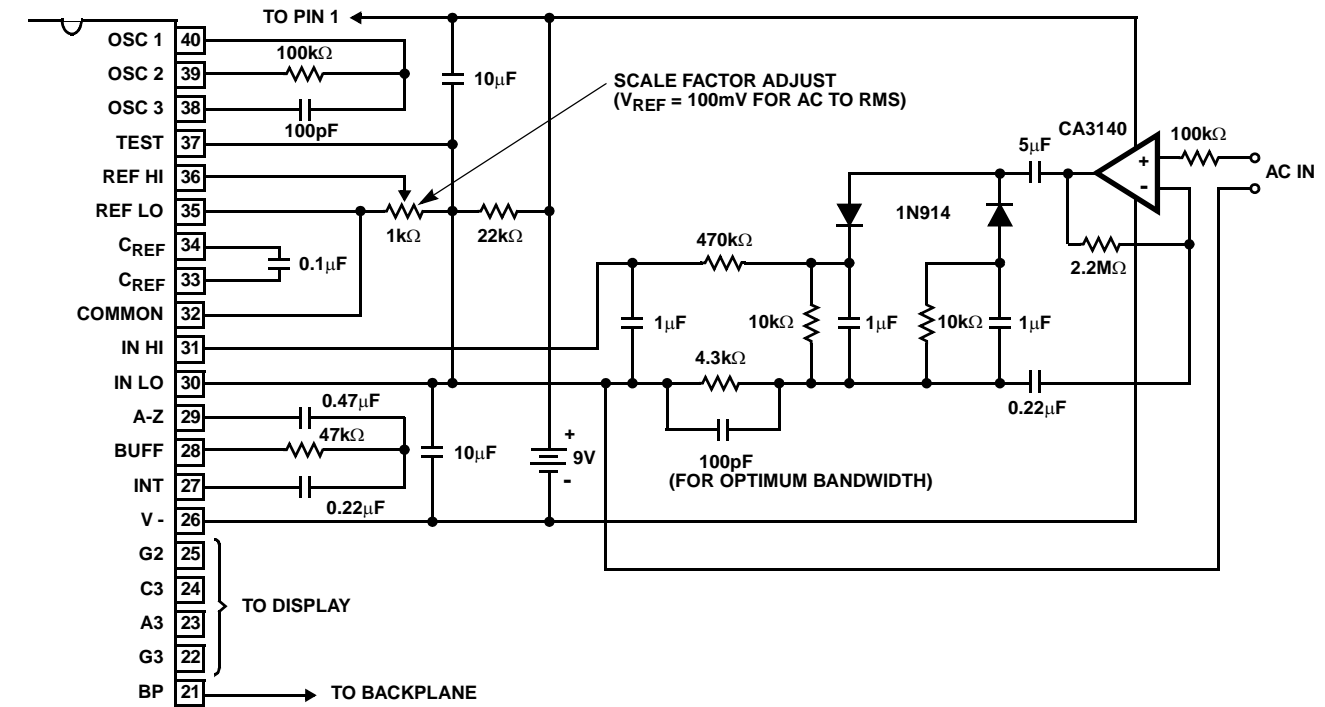 TO PIN 1
OSC 1 40
100kΩ
OSC 2 39
10µF
OSC 3 38
100pF
TEST 37
REF HI 36
REF LO 35
1kΩ
22kΩ
SCALE FACTOR ADJUST
(VREF = 100mV FOR AC TO RMS)
CREF 34
0.1µF
CREF 33
COMMON 32
IN HI 31
IN LO 30
A-Z 29
0.47µF
BUFF 28
47kΩ
INT 27
0.22µF
V - 26
10µF
+
9V
-
G2 25
C3 24
A3 23
G3 22
TO DISPLAY
BP 21
TO BACKPLANE
CA3140
100kΩ
+
-
AC IN
5µF
1N914
2.2MΩ
470kΩ
1µF
10kΩ
1µF
10kΩ
1µF
4.3kΩ
0.22µF
100pF
(FOR OPTIMUM BANDWIDTH)